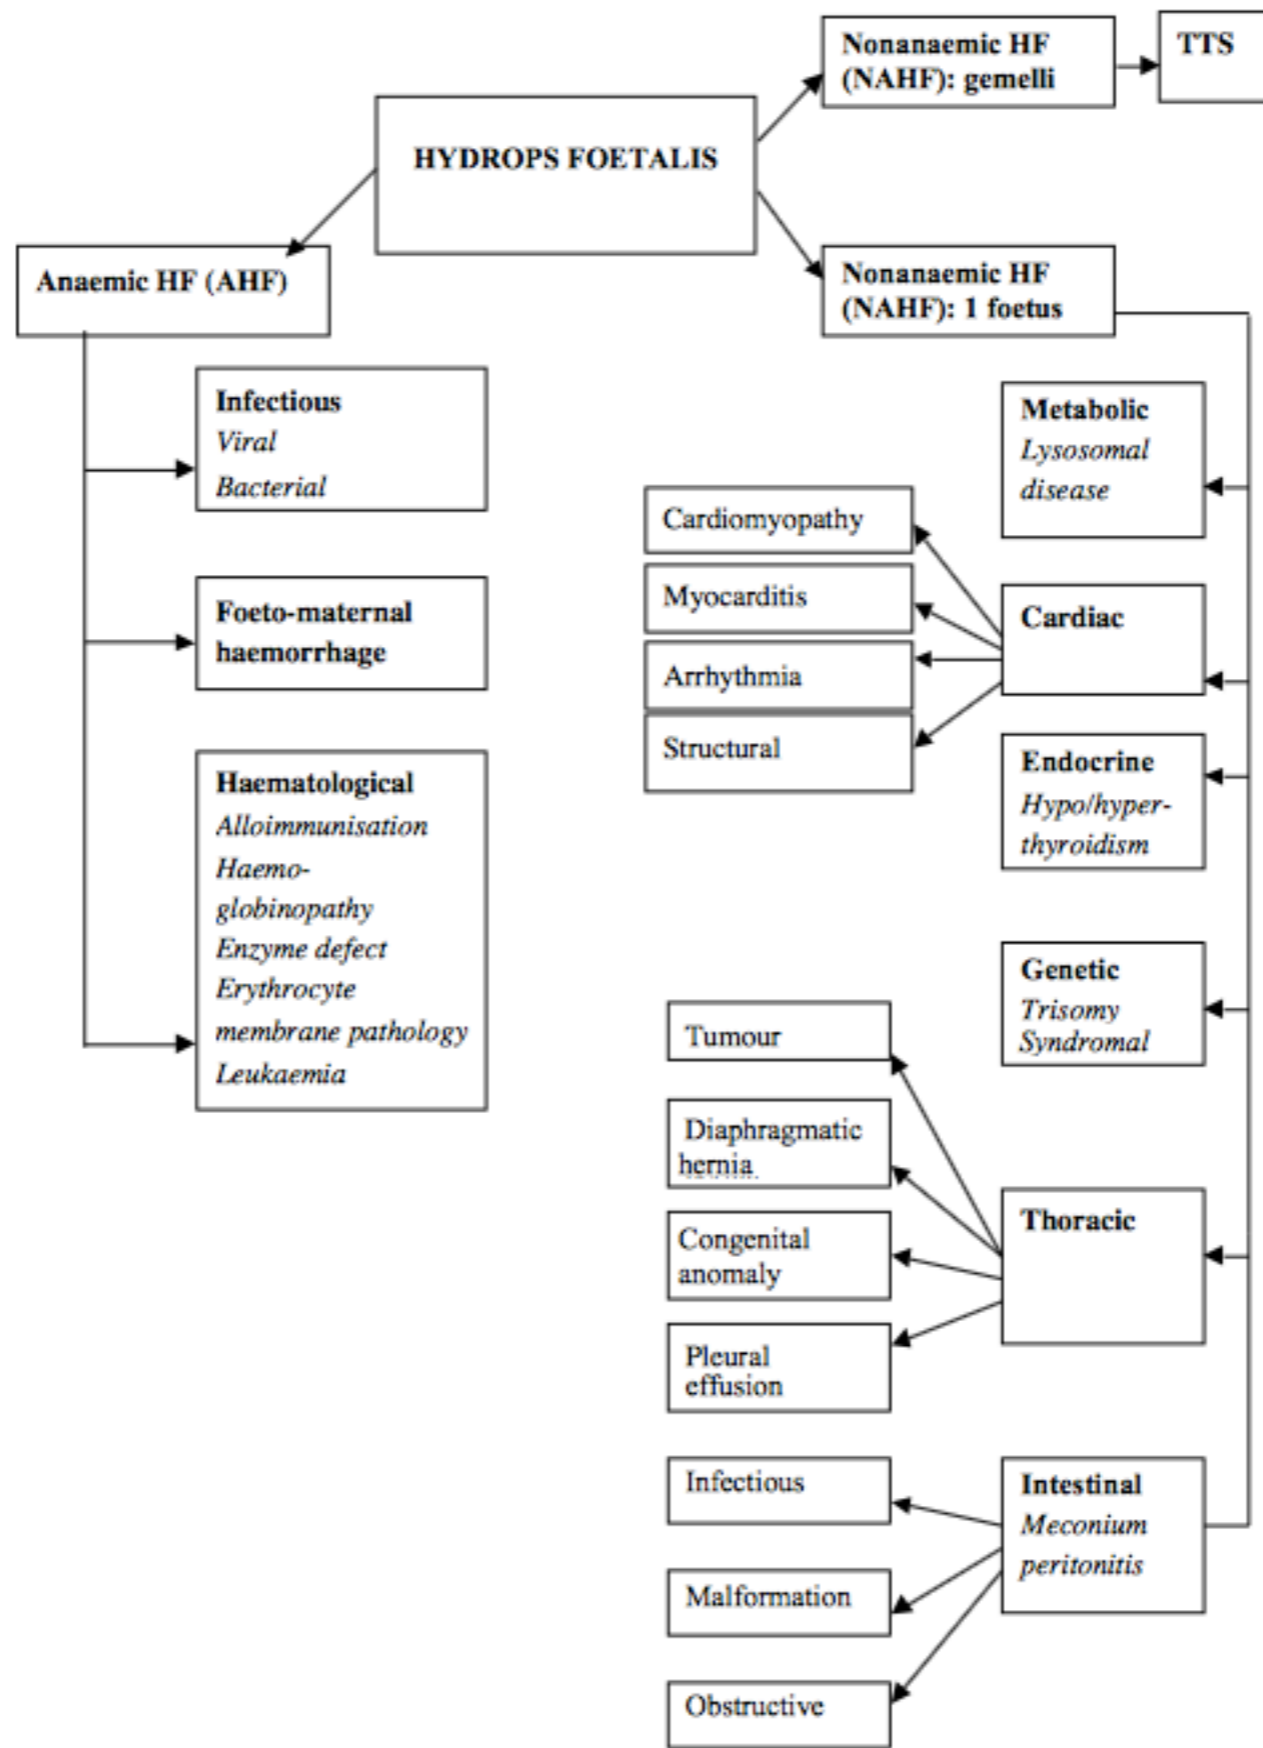 Nonanaemic HF
(NAHF): gemelli
TTS
HYDROPS FOETALIS
Anaemic HF (AHF)
Nonanaemic HF
(NAHF): 1 foetus
Infectious
Viral
Bacterial
Foeto-maternal
haemorrhage
Haematological
Alloimmunisation
Haemo-
globinopathy
Enzyme defect
Erythrocyte
membrane pathology
Leukaemia
Metabolic
Lysosomal
disease
Cardiac
Cardiomyopathy
Myocarditis
Arrhythmia
Structural
Endocrine
Hypo/hyper-
thyroidism
Genetic
Trisomy
Syndromal
Thoracic
Tumour
Diaphragmatic
hernia.
Congenital
anomaly
Pleural
effusion
Intestinal
Meconium
peritonitis
Infectious
Malformation
Obstructive